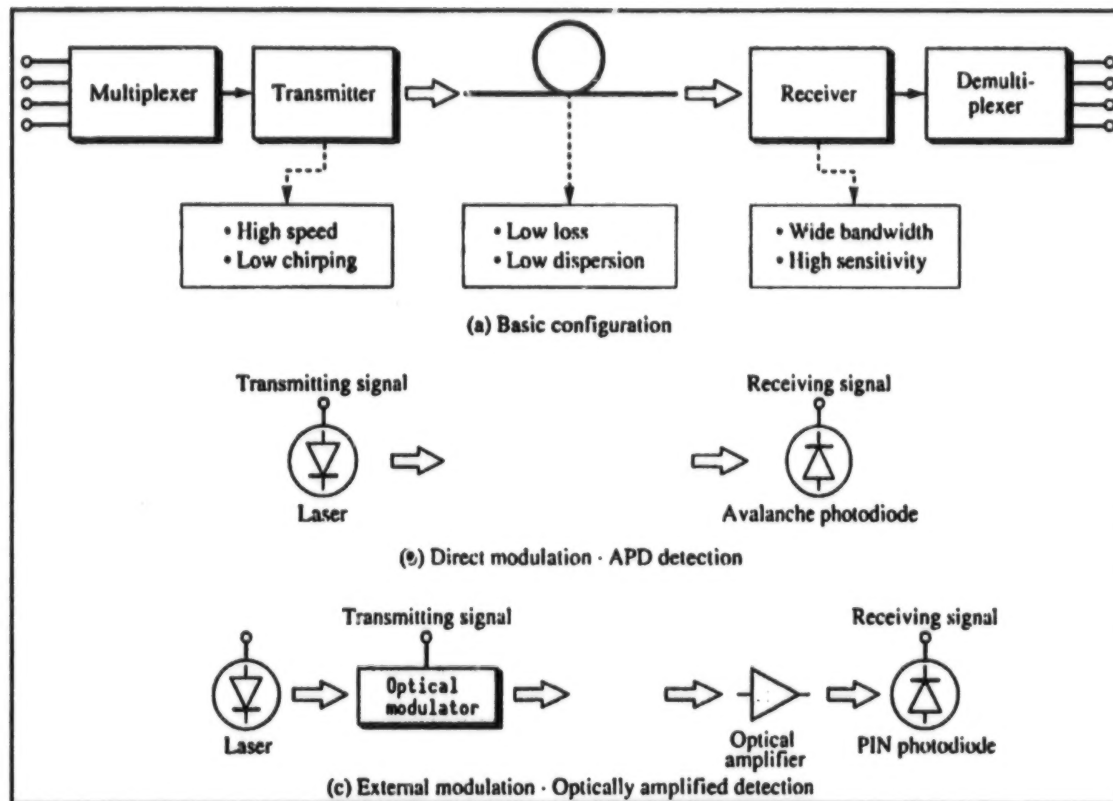 Multiplexer
Transmitter
Receiver
Demulti-
plexer
• High speed
• Low chirping
• Low loss
• Low dispersion
• Wide bandwidth
• High sensitivity
(a) Basic configuration
Transmitting signal
Receiving signal
Laser
Avalanche photodiode
(b) Direct modulation · APD detection
Transmitting signal
Receiving signal
Optical
modulator
Laser
Optical
amplifier
PIN photodiode
(c) External modulation · Optically amplified detection